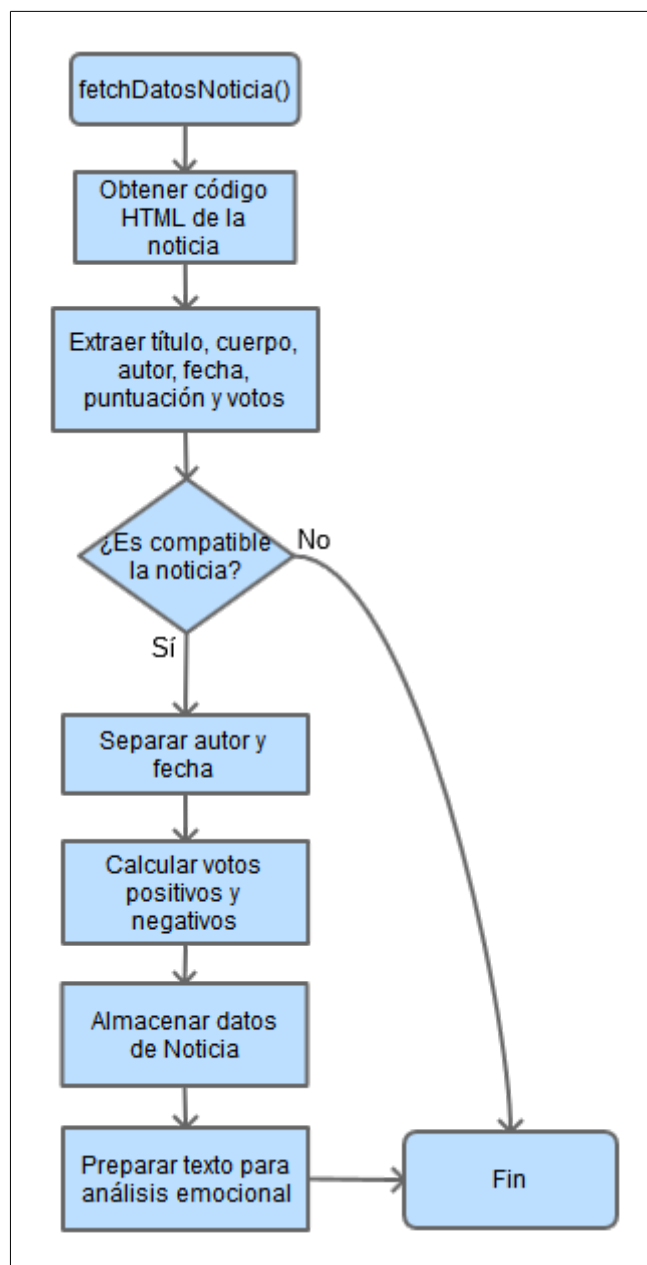 fetchDatosNoticia()
Obtener código
HTML de la
noticia
Extraer título, cuerpo,
autor, fecha,
puntuación y votos
¿Es compatible
la noticia?
No
Sí
Separar autor y
fecha
Calcular votos
positivos y
negativos
Almacenar datos
de Noticia
Preparar texto para
análisis emocional
Fin